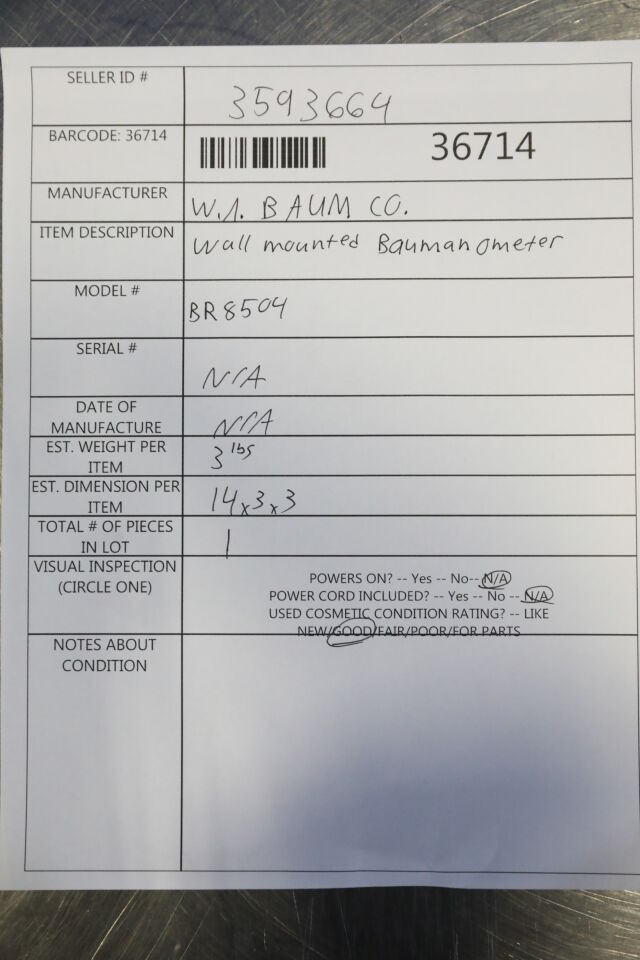 SELLER ID #
3593664
BARCODE: 36714
36714
MANUFACTURER
W.A. BAUM CO.
ITEM DESCRIPTION
Wall mounted Baumanometer
MODEL #
BR8504
SERIAL #
N/A
DATE OF
MANUFACTURE
N/A
EST. WEIGHT PER
ITEM
3 lbs
EST. DIMENSION PER
ITEM
14x3x3
TOTAL # OF PIECES
IN LOT
1
VISUAL INSPECTION
(CIRCLE ONE)
POWERS ON? -- Yes -- No--N/A
POWER CORD INCLUDED? -- Yes -- No -- N/A
USED COSMETIC CONDITION RATING? -- LIKE
NEW/GOOD/FAIR/POOR/FOR PARTS
NOTES ABOUT
CONDITION